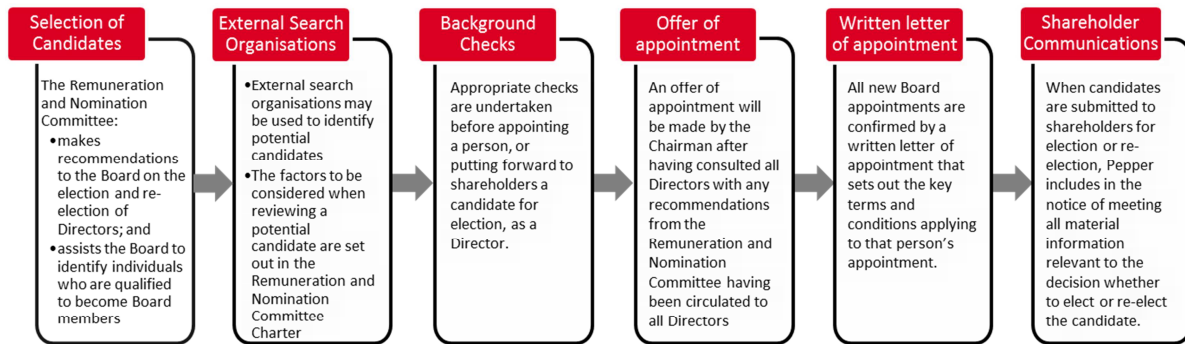 Selection of
Candidates
The Remuneration
and Nomination
Committee:
•makes
recommendations
to the Board on the
election and re-
election of
Directors; and
•assists the Board to
identify individuals
who are qualified
to become Board
members
External Search
Organisations
•External search
organisations may
be used to identify
potential
candidates
•The factors to be
considered when
reviewing a
potential
candidate are set
out in the
Remuneration and
Nomination
Committee
Charter
Background
Checks
Appropriate checks
are undertaken
before appointing
a person, or
putting forward to
shareholders a
candidate for
election, as a
Director.
Offer of
appointment
An offer of
appointment will
be made by the
Chairman after
having consulted all
Directors with any
recommendations
from the
Remuneration and
Nomination
Committee having
been circulated to
all Directors
Written letter
of appointment
All new Board
appointments are
confirmed by a
written letter of
appointment that
sets out the key
terms and
conditions applying
to that person's
appointment.
Shareholder
Communications
When candidates
are submitted to
shareholders for
election or re-
election, Pepper
includes in the
notice of meeting
all material
information
relevant to the
decision whether
to elect or re-elect
the candidate.